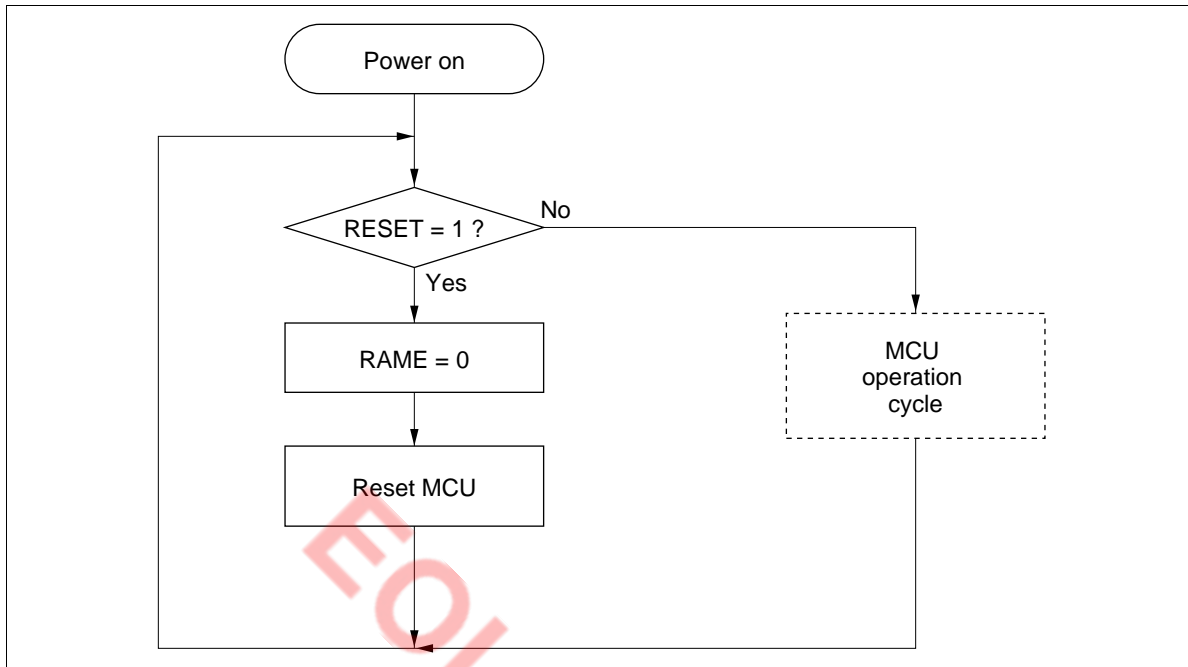 Power on
RESET = 1 ?
No
Yes
RAME = 0
MCU
operation
cycle
Reset MCU